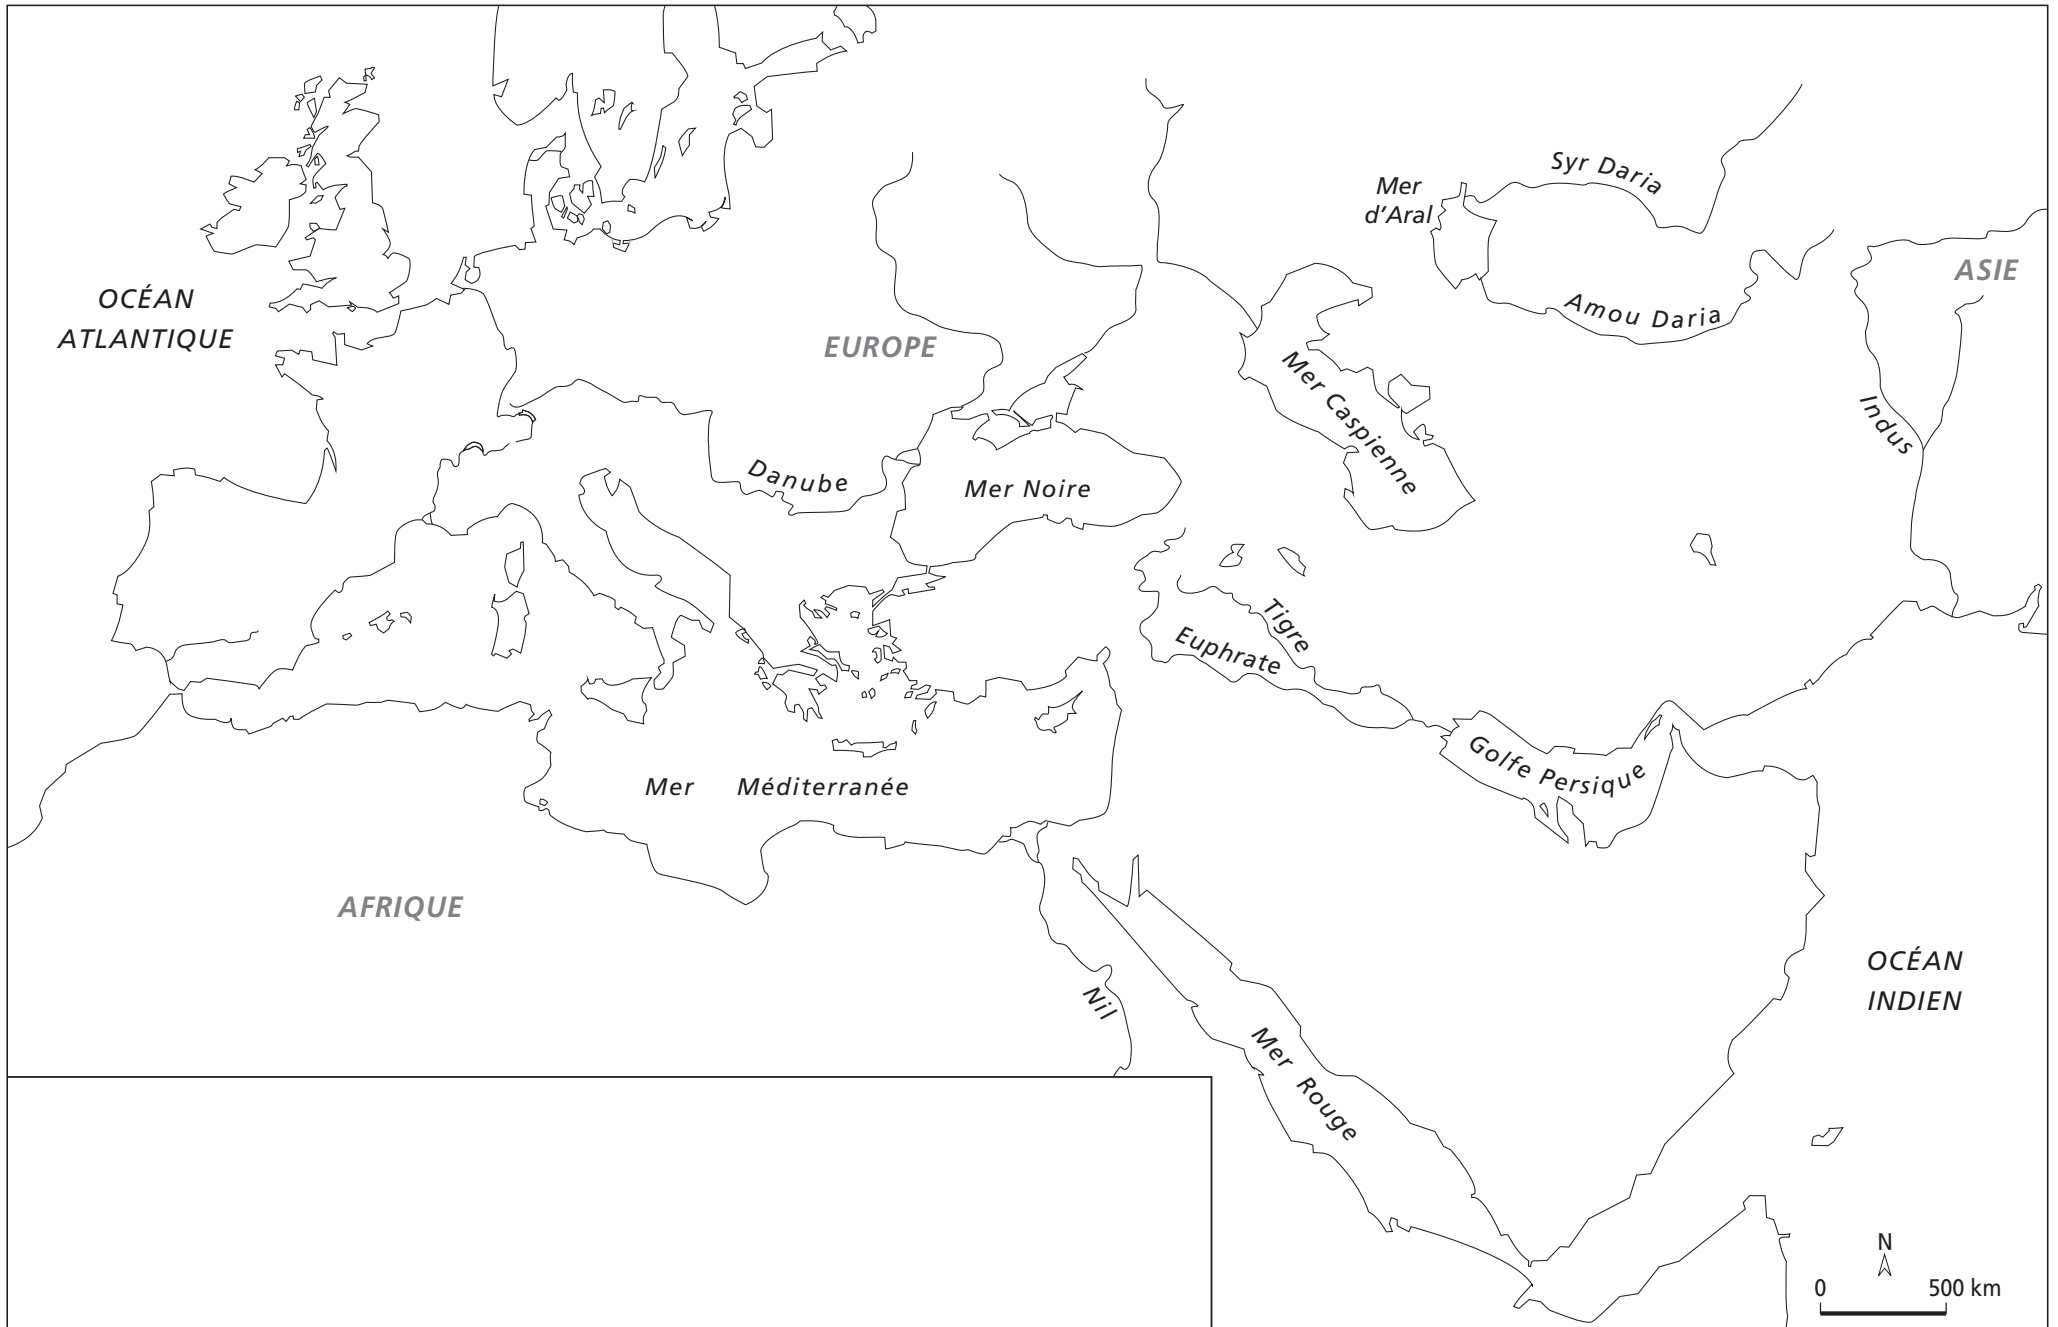 Syr Daria
Mer
d'Aral
ASIE
OCÉAN
ATLANTIQUE
Amou Daria
EUROPE
Mer Caspienne
Indus
Danube
Mer Noire
Tigre
Euphrate
Golfe Persique
Mer Méditerranée
AFRIQUE
OCÉAN
INDIEN
Nil
Mer Rouge
N
0 500 km